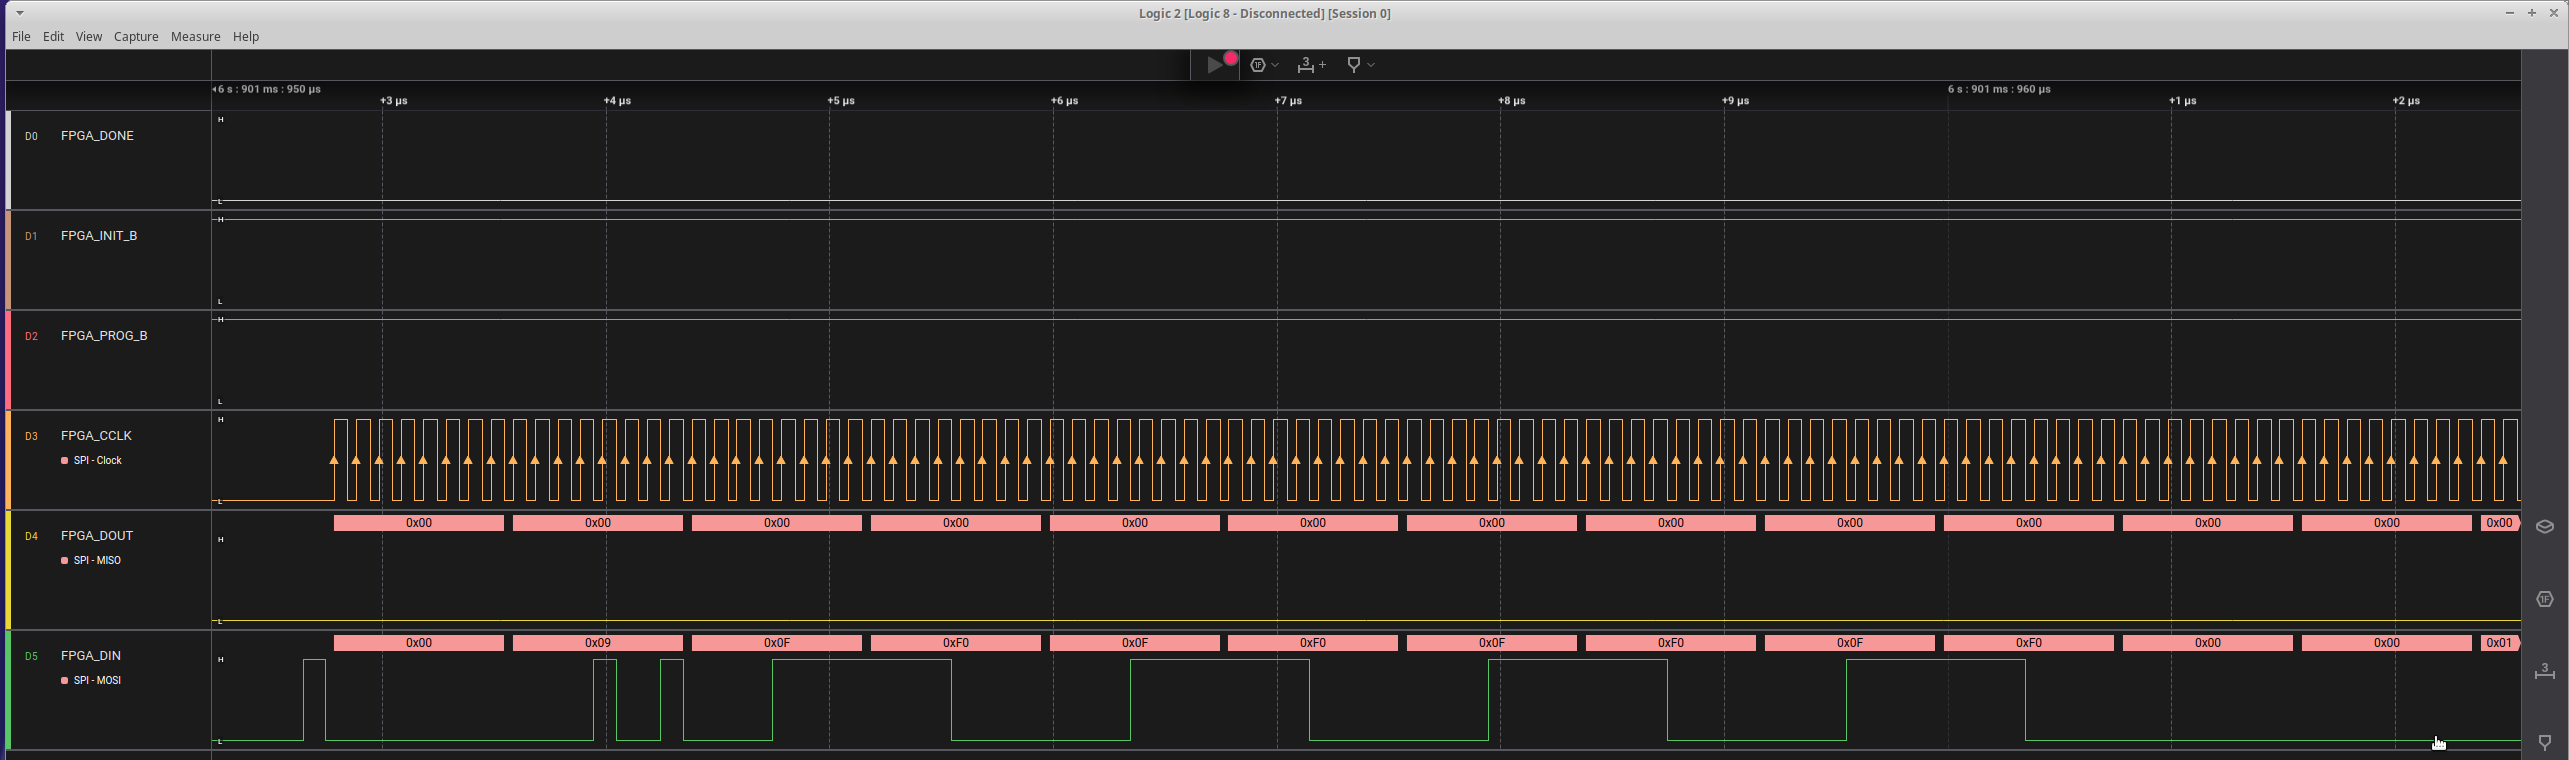 Logic 2 [Logic 8 - Disconnected] [Session 0]
File Edit View Capture Measure Help
6 s : 901 ms : 950 µs
6 s : 901 ms : 960 µs
+3 µs +4 µs +5 µs +6 µs +7 µs +8 µs +9 µs +1 µs +2 µs
D0 FPGA_DONE
H
L
D1 FPGA_INIT_B
H
L
D2 FPGA_PROG_B
H
L
D3 FPGA_CCLK
SPI - Clock
H
L
0x00 0x00 0x00 0x00 0x00 0x00 0x00 0x00 0x00 0x00 0x00 0x00 0x00
D4 FPGA_DOUT
SPI - MISO
H
L
0x00 0x09 0x0F 0xF0 0x0F 0xF0 0x0F 0xF0 0x0F 0xF0 0x00 0x00 0x01
D5 FPGA_DIN
SPI - MOSI
H
L
1F
3
+
1F
3